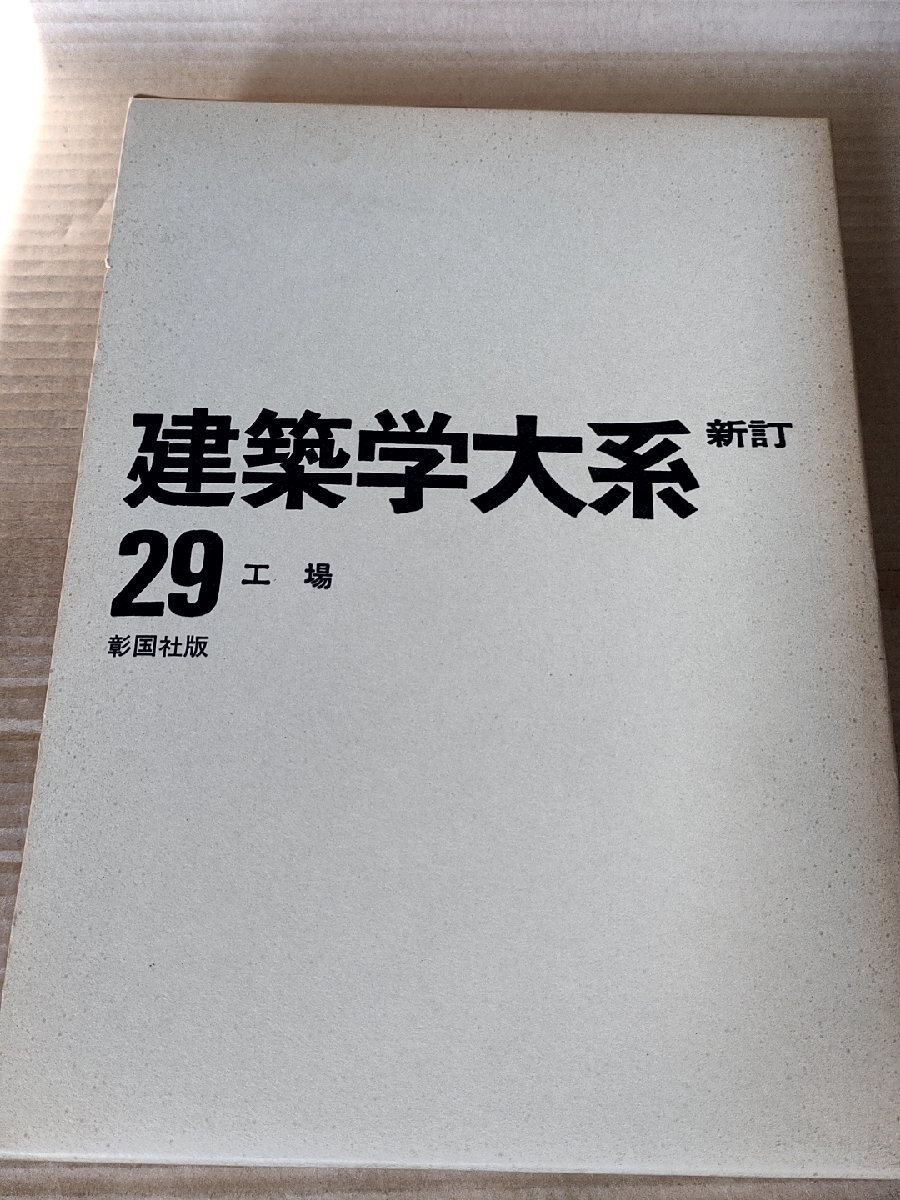 建築学大系 新訂
29 工場
彰国社版